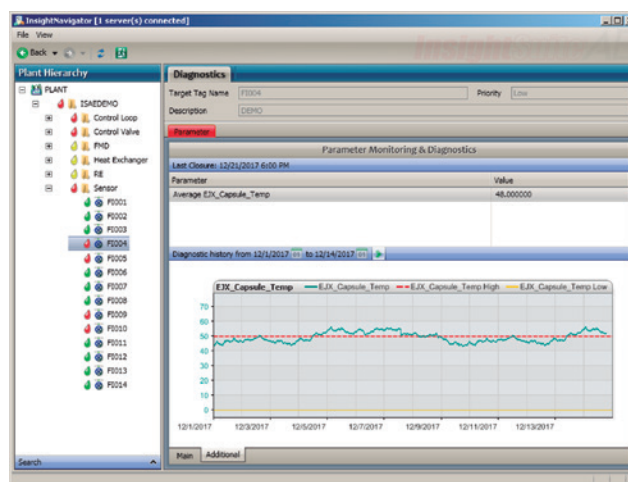 InsightNavigator [1 server(s) connected]
File View
Back
Plant Hierarchy
PLANT
ISAEDEMO
Control Loop
Control Valve
FMD
Heat Exchanger
RE
Sensor
FI001
FI002
FI003
FI004
FI005
FI006
FI007
FI008
FI009
FI010
FI011
FI012
FI013
FI014
Search
Diagnostics
Target Tag Name FI004 Priority Low
Description DEMO
Parameter
Parameter Monitoring & Diagnostics
Last Closure: 12/21/2017 6:00 PM
Parameter Value
Average EJX_Capsule_Temp 48.000000
Diagnostic history from 12/1/2017 to 12/14/2017
EJX_Capsule_Temp EJX_Capsule_Temp EJX_Capsule_Temp High EJX_Capsule_Temp Low
70
60
50
40
30
20
10
0
12/1/2017 12/3/2017 12/5/2017 12/7/2017 12/9/2017 12/11/2017 12/13/2017
Main Additional